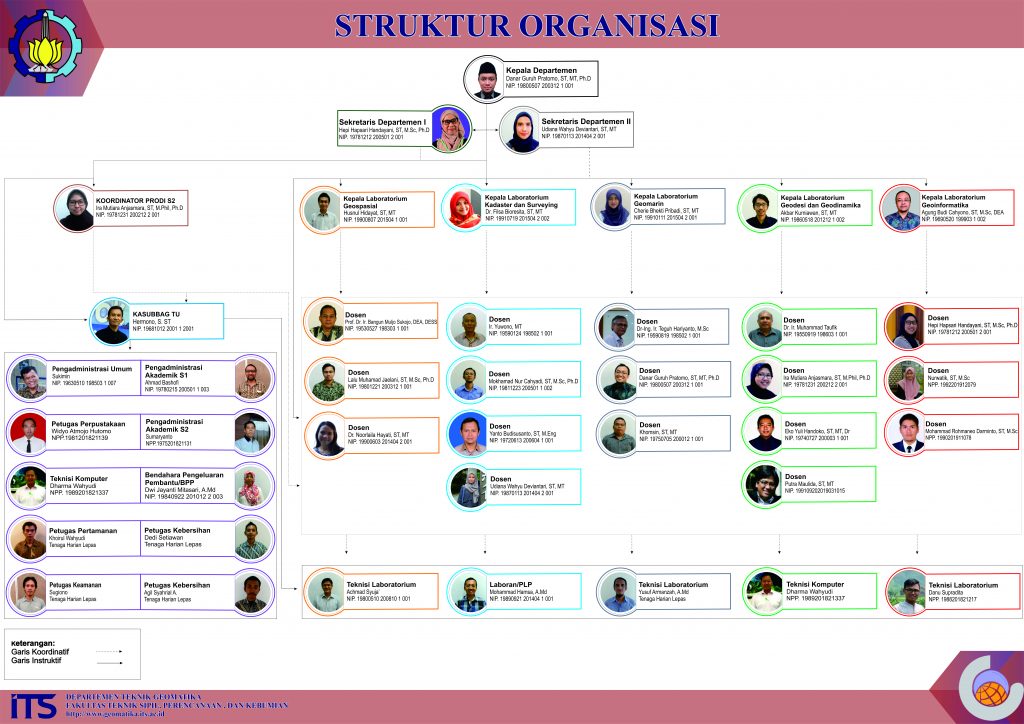 STRUKTUR ORGANISASI
Kepala Departemen
Danar Guruh Pratomo, ST, MT, Ph.D
NIP. 19800507 200312 1 001
Sekretaris Departemen I
Hepi Hapsari Handayani, ST, M.Sc, Ph.D
NIP. 19781212 200501 2 001
Sekretaris Departemen II
Udiana Wahyu Deviantari, ST, MT
NIP. 19870113 201404 2 001
KOORDINATOR PRODI S2
Ira Mutiara Anjasmara, ST, M.Phil, Ph.D
NIP. 19781231 200212 2 001
Kepala Laboratorium
Geospasial
Husnul Hidayat, ST, MT
NIP. 19900807 201504 1 001
Kepala Laboratorium
Kadaster dan Surveying
Dr. Filsa Bioresita, ST, MT
NIP. 19910719 201504 2 002
Kepala Laboratorium
Geomarin
Cherie Bhekti Pribadi, ST, MT
NIP. 19910111 201504 2 001
Kepala Laboratorium
Geodesi dan Geodinamika
Akbar Kurniawan, ST, MT
NIP. 19860518 201212 1 002
Kepala Laboratorium
Geoinformatika
Agung Budi Cahyono, ST, M.Sc, DEA
NIP. 19690520 199903 1 002
KASUBBAG TU
Hermono, S. ST
NIP. 19681012 2001 1 2001
Dosen
Prof. Dr. Ir. Bangun Muljo Sukojo, DEA, DESS
NIP. 19530527 198303 1 001
Dosen
Ir. Yuwono, MT
NIP. 19590124 198502 1 001
Dosen
Dr-Ing. Ir. Teguh Hariyanto, M.Sc
NIP. 19590819 198502 1 001
Dosen
Dr. Ir. Muhammad Taufik
NIP. 19550919 198603 1 001
Dosen
Hepi Hapsari Handayani, ST, M.Sc, Ph.D
NIP. 19781212 200501 2 001
Dosen
Lalu Muhamad Jaelani, ST, M.Sc, Ph.D
NIP. 19801221 200312 1 001
Dosen
Mokhamad Nur Cahyadi, ST, M.Sc, Ph.D
NIP. 19811223 200501 1 002
Dosen
Danar Guruh Pratomo, ST, MT, Ph.D
NIP. 19800507 200312 1 001
Dosen
Ira Mutiara Anjasmara, ST, M.Phil, Ph.D
NIP. 19781231 200212 2 001
Dosen
Nurwatik, ST, M.Sc
NPP. 1992201912079
Dosen
Dr. Noorlaila Hayati, ST, MT
NIP. 19900603 201404 2 001
Dosen
Yanto Budisusanto, ST, M.Eng
NIP. 19720613 200604 1 001
Dosen
Khomsin, ST, MT
NIP. 19750705 200012 1 001
Dosen
Eko Yuli Handoko, ST, MT, Dr
NIP. 19740727 200003 1 001
Dosen
Mohammad Rohmaneo Darminto, ST, M.Sc
NPP. 1990201911078
Dosen
Udiana Wahyu Deviantari, ST, MT
NIP. 19870113 201404 2 001
Dosen
Putra Maulida, ST, MT
NIP. 199109202019031015
Pengadministrasi Umum
Sukimin
NIP. 19630510 198503 1 007
Pengadministrasi
Akademik S1
Ahmad Bashofi
NIP. 19780215 200501 1 003
Petugas Perpustakaan
Widyo Atmojo Hutomo
NPP.1981201821139
Pengadministrasi
Akademik S2
Sumaryanto
NPP. 1975201821131
Teknisi Komputer
Dharma Wahyudi
NPP. 1989201821337
Bendahara Pengeluaran
Pembantu/BPP
Dwi Jayanti Mitasari, A.Md
NIP. 19840922 201012 2 003
Petugas Pertamanan
Khoirul Wahyudi
Tenaga Harian Lepas
Petugas Kebersihan
Dedi Setiawan
Tenaga Harian Lepas
Petugas Keamanan
Sugiono
Tenaga Harian Lepas
Petugas Kebersihan
Agil Syahrial A.
Tenaga Harian Lepas
Teknisi Laboratorium
Achmad Syujai
NIP. 19800510 200810 1 001
Laboran/PLP
Mohammad Hamsa, A.Md
NIP. 19890921 201404 1 001
Teknisi Laboratorium
Yusuf Armanzah, A.Md
Tenaga Harian Lepas
Teknisi Komputer
Dharma Wahyudi
NPP. 1989201821337
Teknisi Laboratorium
Danu Supradita
NPP. 1988201821217
Keterangan:
Garis Koordinatif
Garis Instruktif
ITS
DEPARTEMEN TEKNIK GEOMATIKA
FAKULTAS TEKNIK SIPIL, PERENCANAAN, DAN KEBUMIAN
http://www.geomatika.its.ac.id